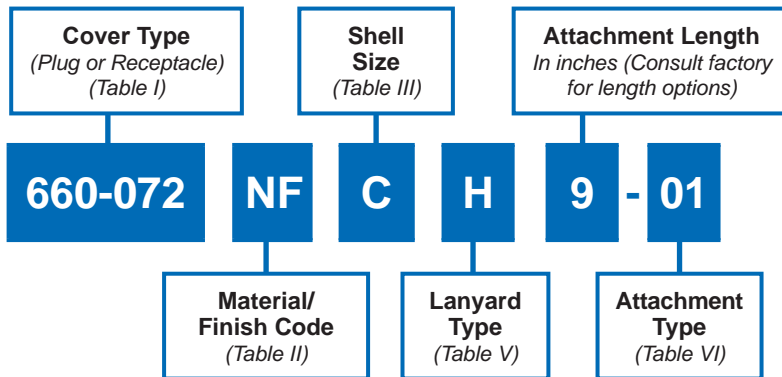 Cover Type
(Plug or Receptacle)
(Table I)
Shell
Size
(Table III)
Attachment Length
In inches (Consult factory
for length options)
660-072 NF C H 9 - 01
Material/
Finish Code
(Table II)
Lanyard
Type
(Table V)
Attachment
Type
(Table VI)